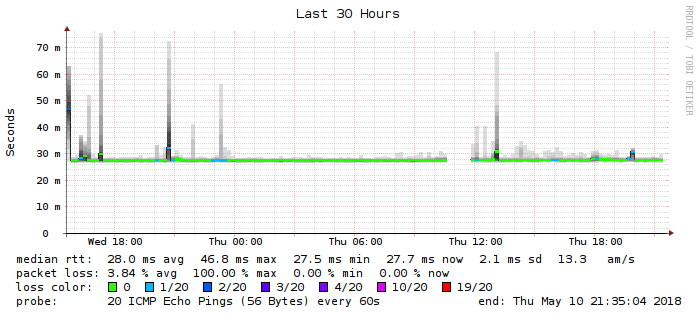 Last 30 Hours
RRDTOOL / TOBI OETIKER
Seconds
70 m
60 m
50 m
40 m
30 m
20 m
10 m
0
Wed 18:00 Thu 00:00 Thu 06:00 Thu 12:00 Thu 18:00
median rtt: 28.0 ms avg 46.8 ms max 27.5 ms min 27.7 ms now 2.1 ms sd 13.3 am/s
packet loss: 3.84 % avg 100.00 % max 0.00 % min 0.00 % now
loss color: 0 1/20 2/20 3/20 4/20 10/20 19/20
probe: 20 ICMP Echo Pings (56 Bytes) every 60s end: Thu May 10 21:35:04 2018